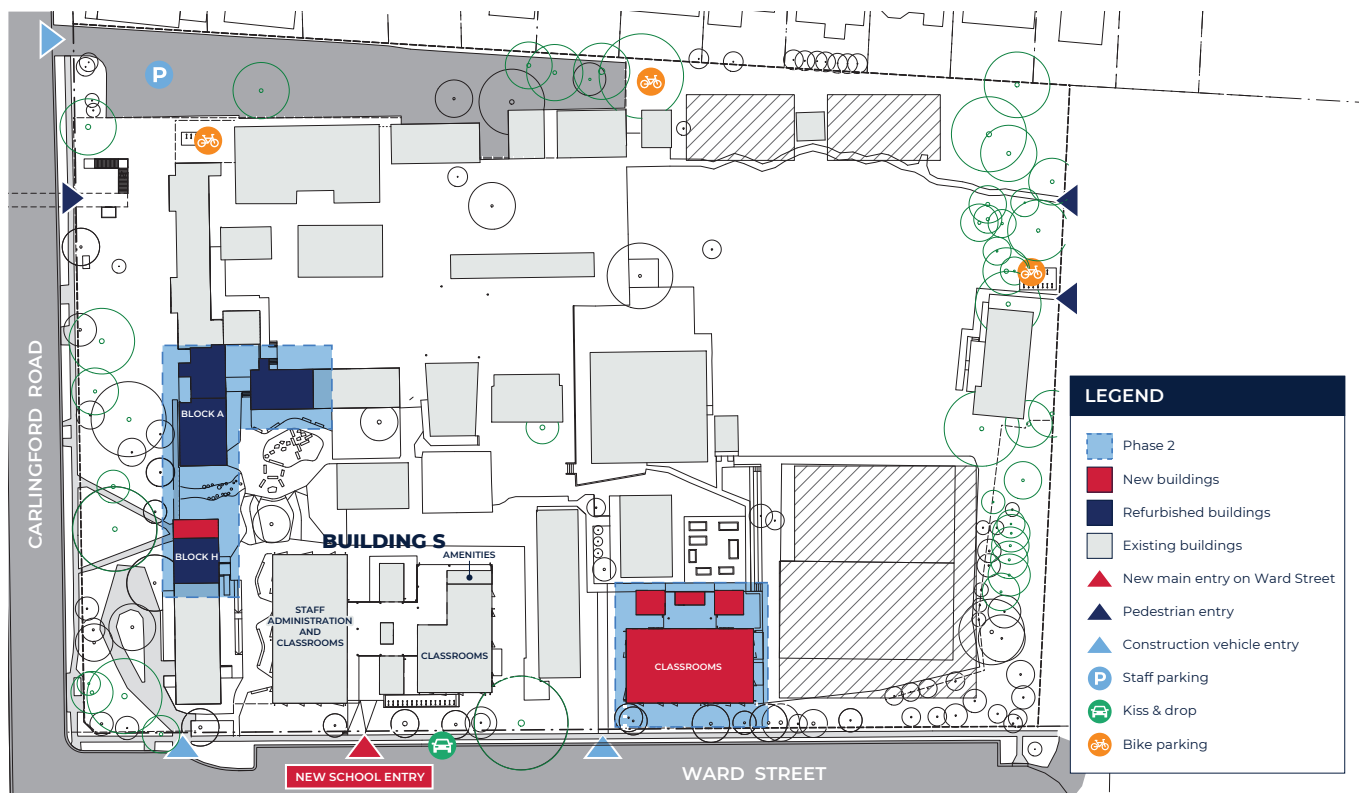 P
CARLINGFORD ROAD
BLOCK A
BLOCK H
BUILDING S
AMENITIES
STAFF
ADMINISTRATION
AND
CLASSROOMS
CLASSROOMS
CLASSROOMS
NEW SCHOOL ENTRY
WARD STREET
LEGEND
Phase 2
New buildings
Refurbished buildings
Existing buildings
New main entry on Ward Street
Pedestrian entry
Construction vehicle entry
P
Staff parking
Kiss & drop
Bike parking